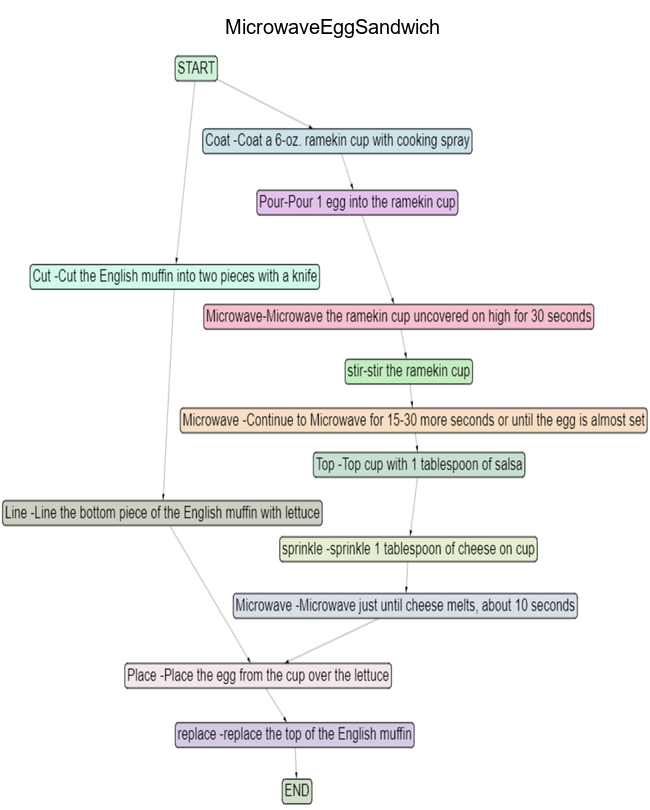 MicrowaveEggSandwich
START
Coat -Coat a 6-oz. ramekin cup with cooking spray
Pour-Pour 1 egg into the ramekin cup
Cut -Cut the English muffin into two pieces with a knife
Microwave-Microwave the ramekin cup uncovered on high for 30 seconds
stir-stir the ramekin cup
Microwave -Continue to Microwave for 15-30 more seconds or until the egg is almost set
Top -Top cup with 1 tablespoon of salsa
Line -Line the bottom piece of the English muffin with lettuce
sprinkle -sprinkle 1 tablespoon of cheese on cup
Microwave -Microwave just until cheese melts, about 10 seconds
Place -Place the egg from the cup over the lettuce
replace -replace the top of the English muffin
END